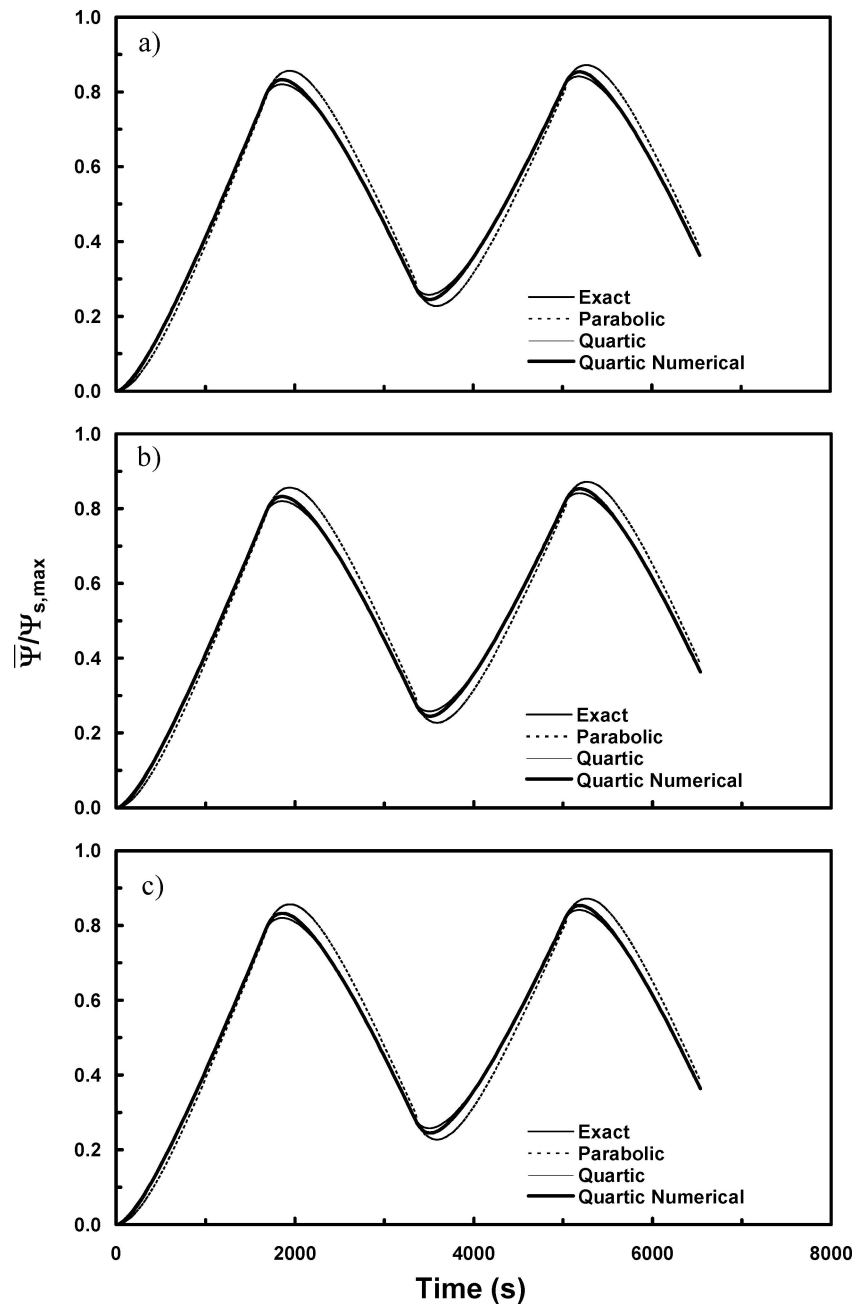 1.0
a)
0.8
0.6
0.4
0.2
0.0
Exact
Parabolic
Quartic
Quartic Numerical
1.0
b)
0.8
0.6
0.4
0.2
0.0
Exact
Parabolic
Quartic
Quartic Numerical
Ψ̅/Ψs,max
1.0
c)
0.8
0.6
0.4
0.2
0.0
Exact
Parabolic
Quartic
Quartic Numerical
0 2000 4000 6000 8000
Time (s)